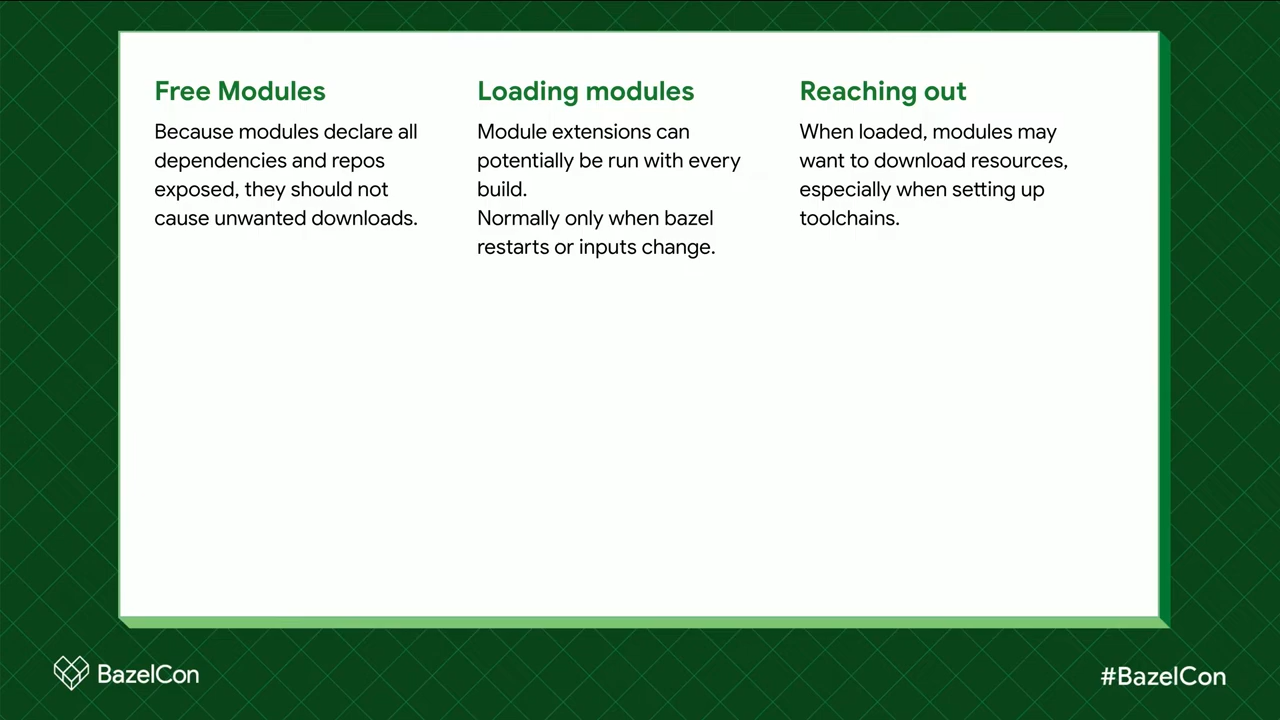 Free Modules
Because modules declare all
dependencies and repos
exposed, they should not
cause unwanted downloads.
Loading modules
Module extensions can
potentially be run with every
build.
Normally only when bazel
restarts or inputs change.
Reaching out
When loaded, modules may
want to download resources,
especially when setting up
toolchains.
BazelCon
#BazelCon